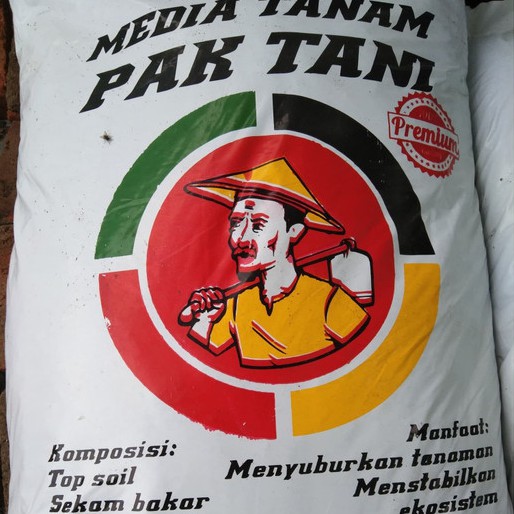 MEDIA TANAM
PAK TANI
Premium
Komposisi:
Top soil
Sekam bakar
Manfaat:
Menyuburkan tanaman
Menstabilkan
ekosistem